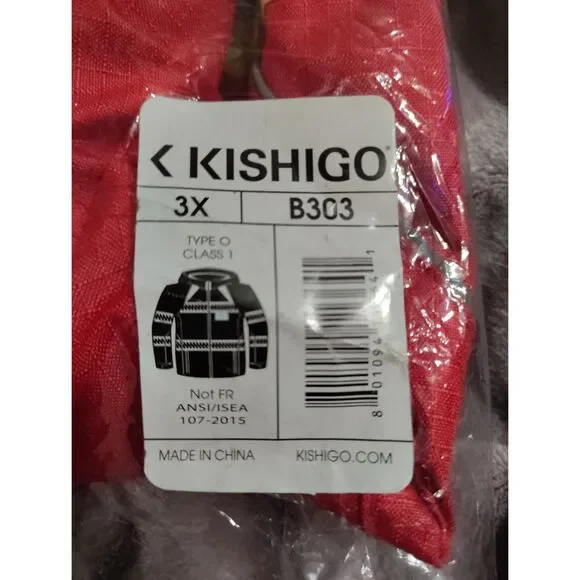 KISHIGO
3X B303
TYPE O
CLASS 1
Not FR
ANSI/ISEA
107-2015
MADE IN CHINA KISHIGO.COM